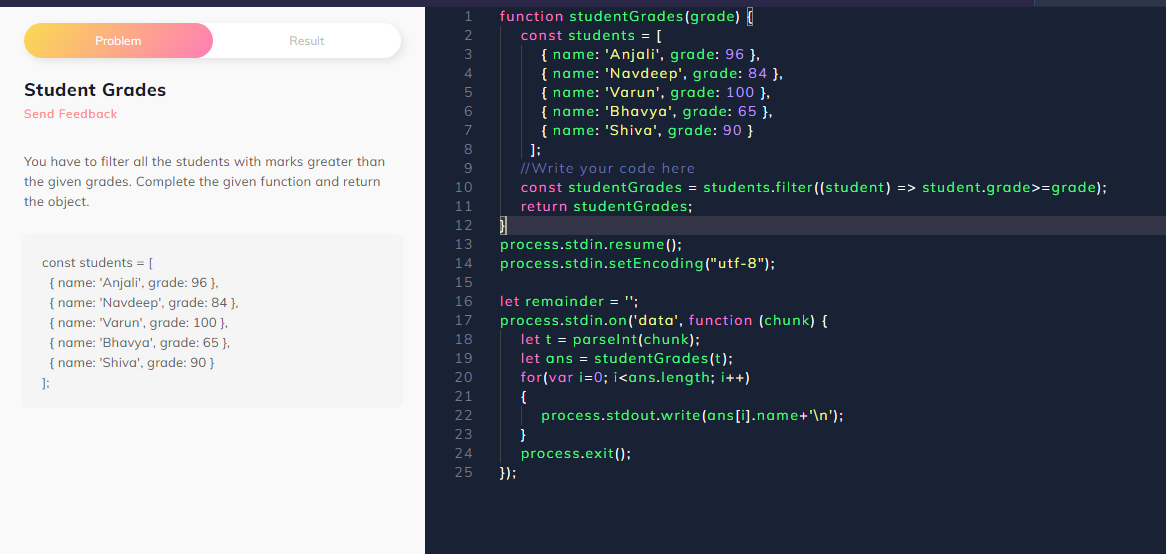 Problem
Result
Student Grades
Send Feedback
You have to filter all the students with marks greater than
the given grades. Complete the given function and return
the object.
const students = [
{ name: 'Anjali', grade: 96 },
{ name: 'Navdeep', grade: 84 },
{ name: 'Varun', grade: 100 },
{ name: 'Bhavya', grade: 65 },
{ name: 'Shiva', grade: 90 }
];
1 function studentGrades(grade) {
2 const students = [
3 { name: 'Anjali', grade: 96 },
4 { name: 'Navdeep', grade: 84 },
5 { name: 'Varun', grade: 100 },
6 { name: 'Bhavya', grade: 65 },
7 { name: 'Shiva', grade: 90 }
8 ];
9 //Write your code here
10 const studentGrades = students.filter((student) => student.grade>=grade);
11 return studentGrades;
12 }
13 process.stdin.resume();
14 process.stdin.setEncoding("utf-8");
15
16 let remainder = '';
17 process.stdin.on('data', function (chunk) {
18 let t = parseInt(chunk);
19 let ans = studentGrades(t);
20 for(var i=0; i<ans.length; i++)
21 {
22 process.stdout.write(ans[i].name+'\n');
23 }
24 process.exit();
25 });